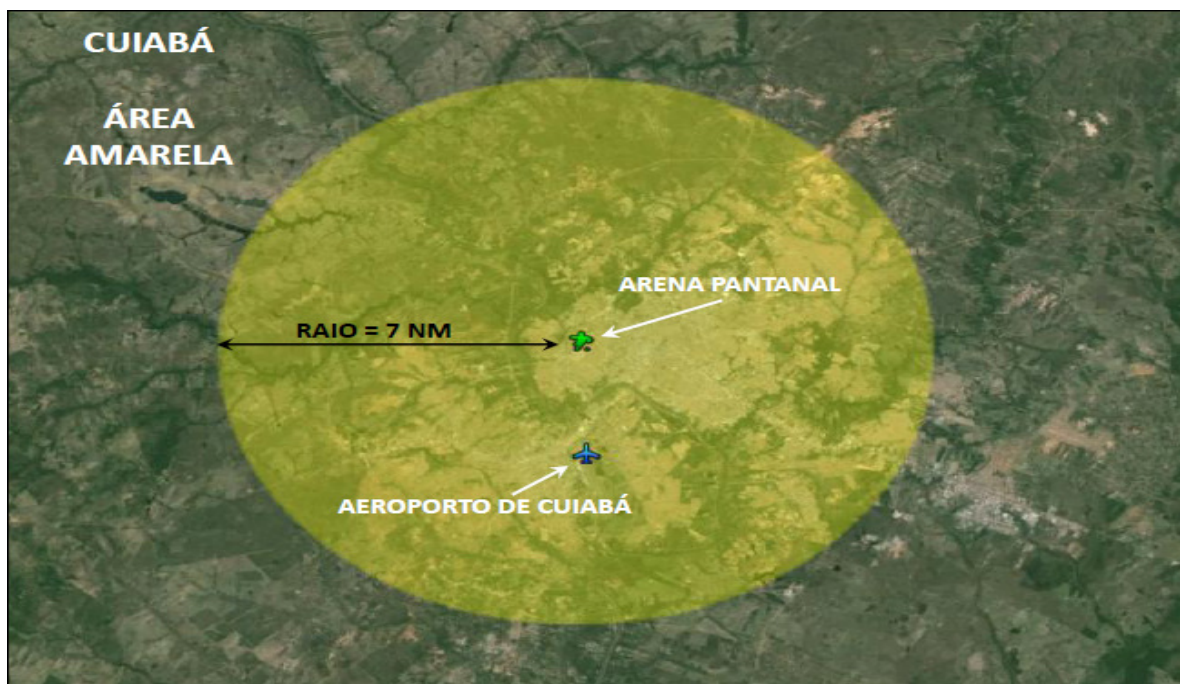 CUIABÁ
ÁREA
AMARELA
ARENA PANTANAL
RAIO = 7 NM
AEROPORTO DE CUIABÁ